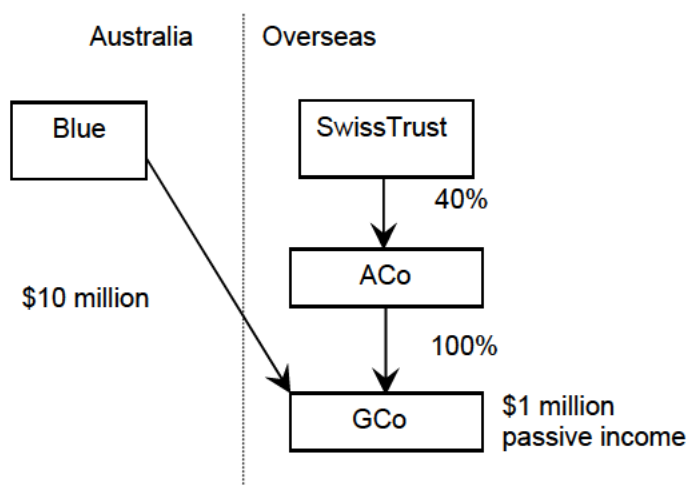 Australia
Overseas
Blue
SwissTrust
40%
ACo
$10 million
100%
GCo
$1 million
passive income